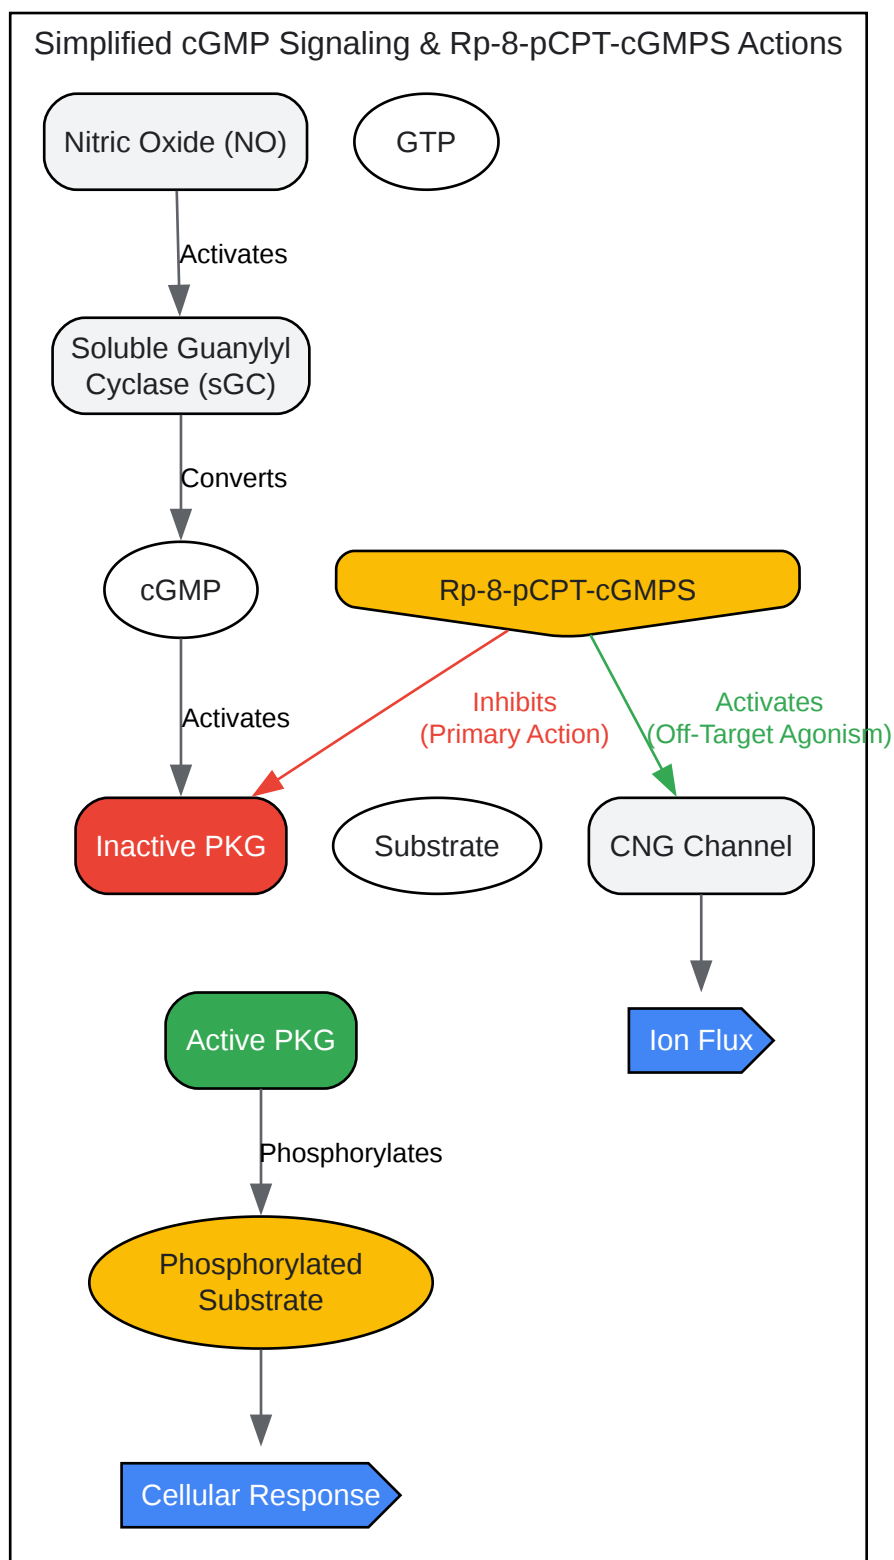 Simplified cGMP Signaling & Rp-8-pCPT-cGMPS Actions
Nitric Oxide (NO)
GTP
Activates
Soluble Guanylyl
Cyclase (sGC)
Converts
cGMP
Rp-8-pCPT-cGMPS
Activates
Inhibits
(Primary Action)
Activates
(Off-Target Agonism)
Inactive PKG
Substrate
CNG Channel
Active PKG
Ion Flux
Phosphorylates
Phosphorylated
Substrate
Cellular Response